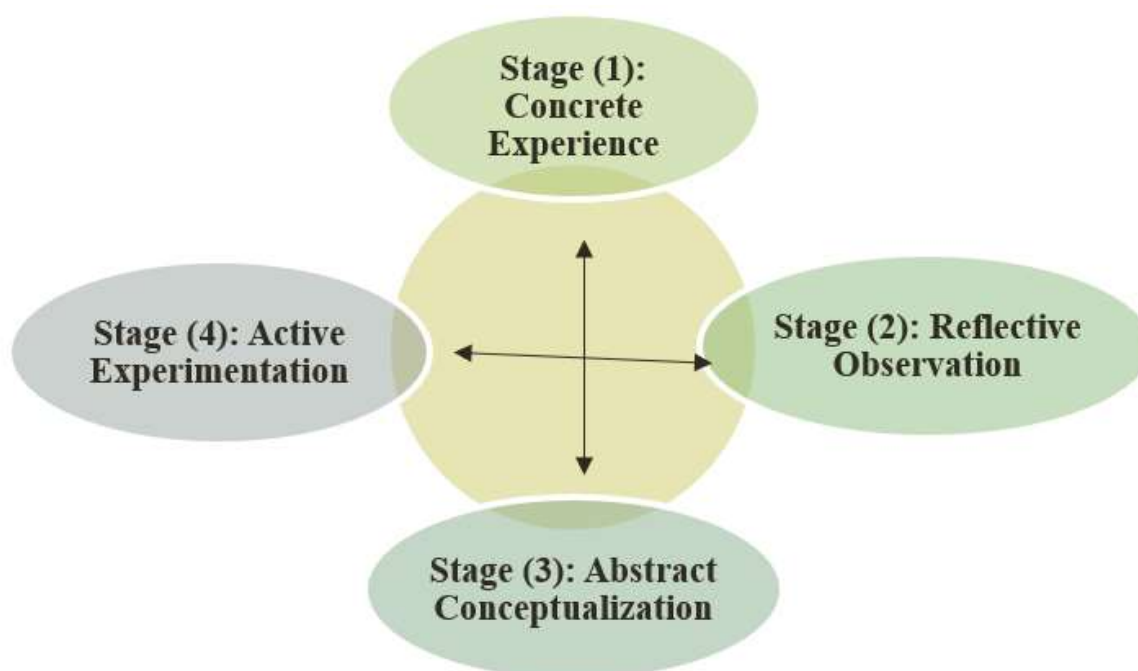 Stage (1):
Concrete
Experience
Stage (4): Active
Experimentation
Stage (2): Reflective
Observation
Stage (3): Abstract
Conceptualization